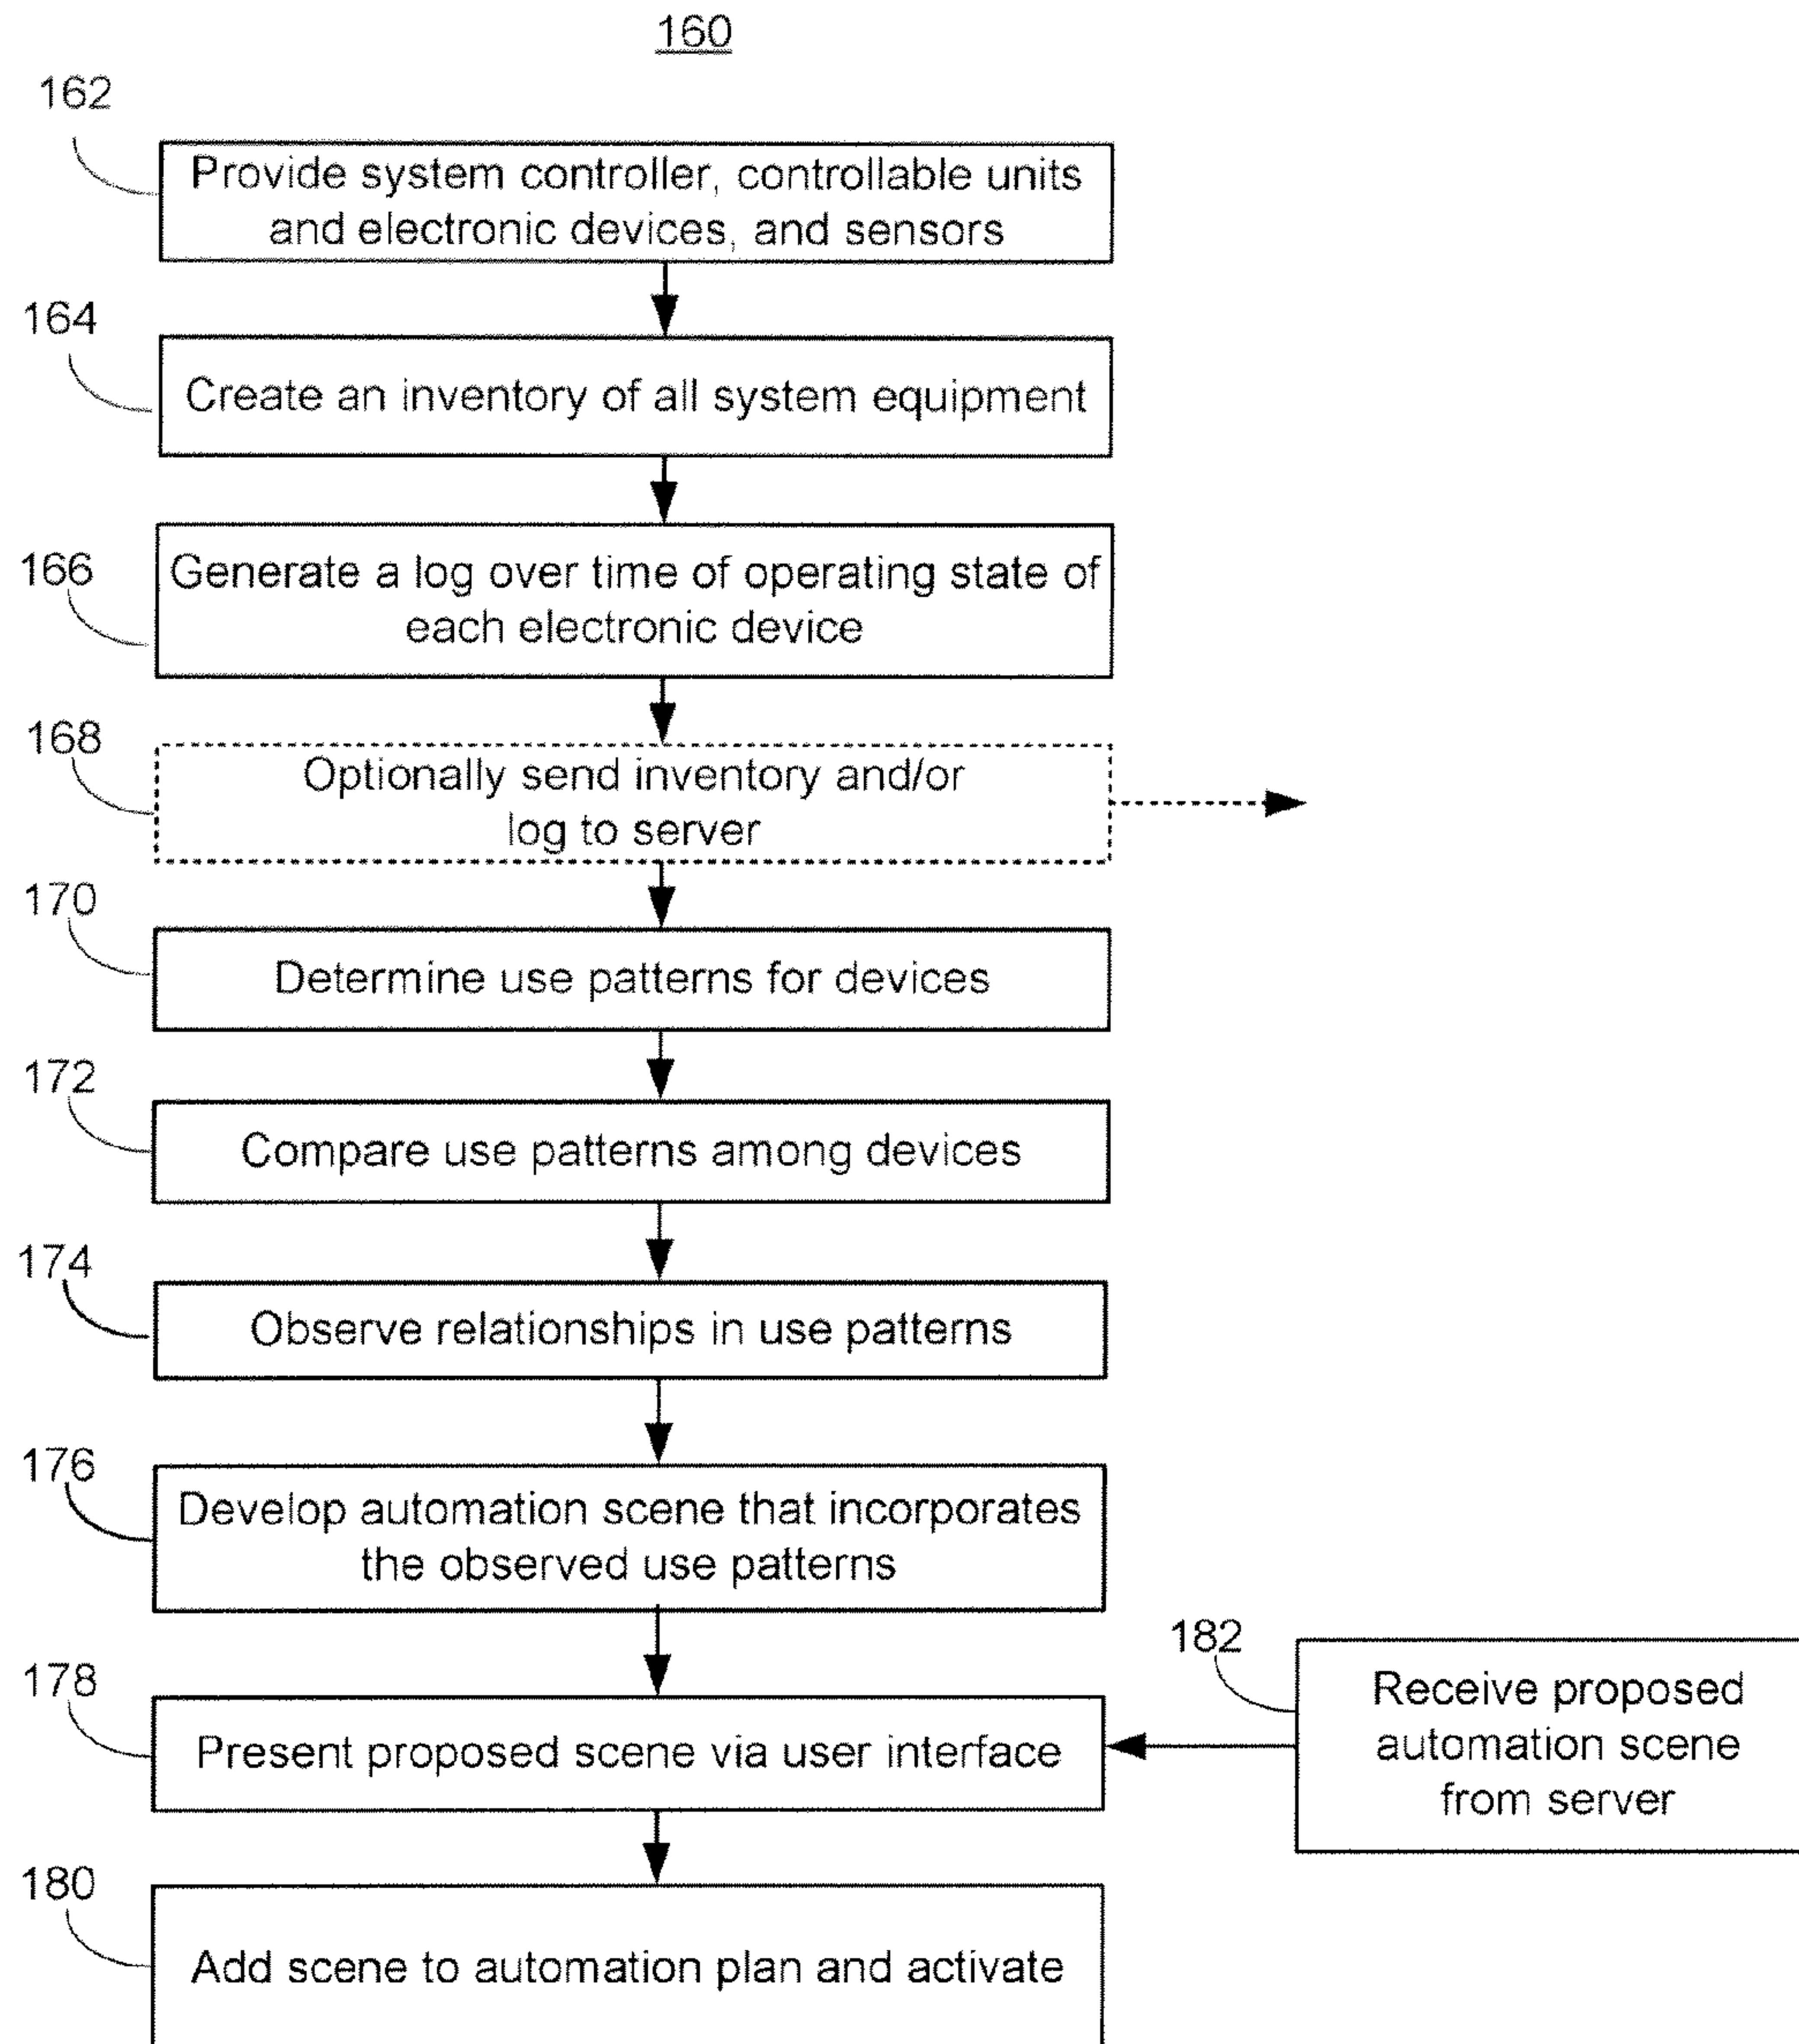 160
162
Provide system controller, controllable units
and electronic devices, and sensors
164
Create an inventory of all system equipment
166
Generate a log over time of operating state of
each electronic device
168
Optionally send inventory and/or
log to server
170
Determine use patterns for devices
172
Compare use patterns among devices
174
Observe relationships in use patterns
176
Develop automation scene that incorporates
the observed use patterns
178
Present proposed scene via user interface
182
Receive proposed
automation scene
from server
180
Add scene to automation plan and activate